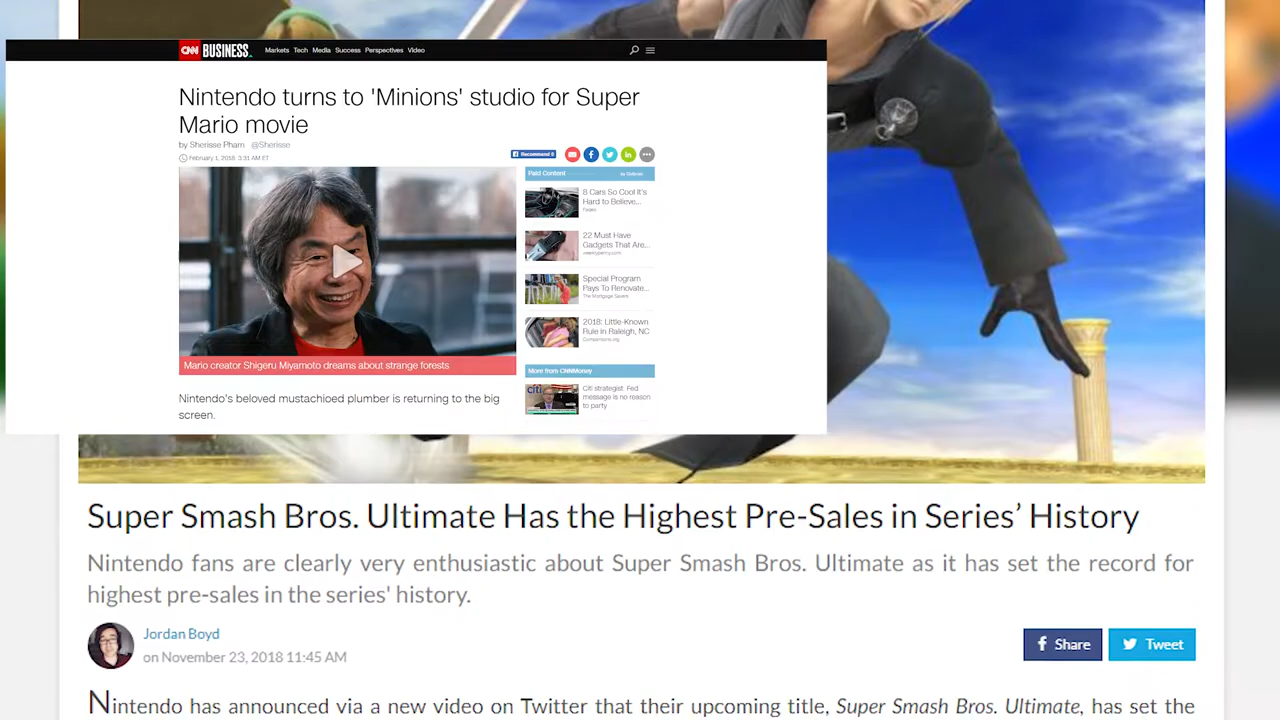 CNN BUSINESS
Markets Tech Media Success Perspectives Video
Nintendo turns to 'Minions' studio for Super
Mario movie
by Sherisse Pham @Sherisse
February 1, 2018 3:31 AM ET
Recommend 8
Paid Content
8 Cars So Cool It's
Hard to Believe...
22 Must Have
Gadgets That Are...
Special Program
Pays To Renovate...
The Mortgage Savers
2018: Little-Known
Rule in Raleigh, NC
Mario creator Shigeru Miyamoto dreams about strange forests
More from CNNMoney
citi
Citi strategist: Fed
message is no reason
to party
Nintendo's beloved mustachioed plumber is returning to the big
screen.
Super Smash Bros. Ultimate Has the Highest Pre-Sales in Series’ History
Nintendo fans are clearly very enthusiastic about Super Smash Bros. Ultimate as it has set the record for
highest pre-sales in the series' history.
Jordan Boyd
on November 23, 2018 11:45 AM
Share
Tweet
Nintendo has announced via a new video on Twitter that their upcoming title, Super Smash Bros. Ultimate, has set the